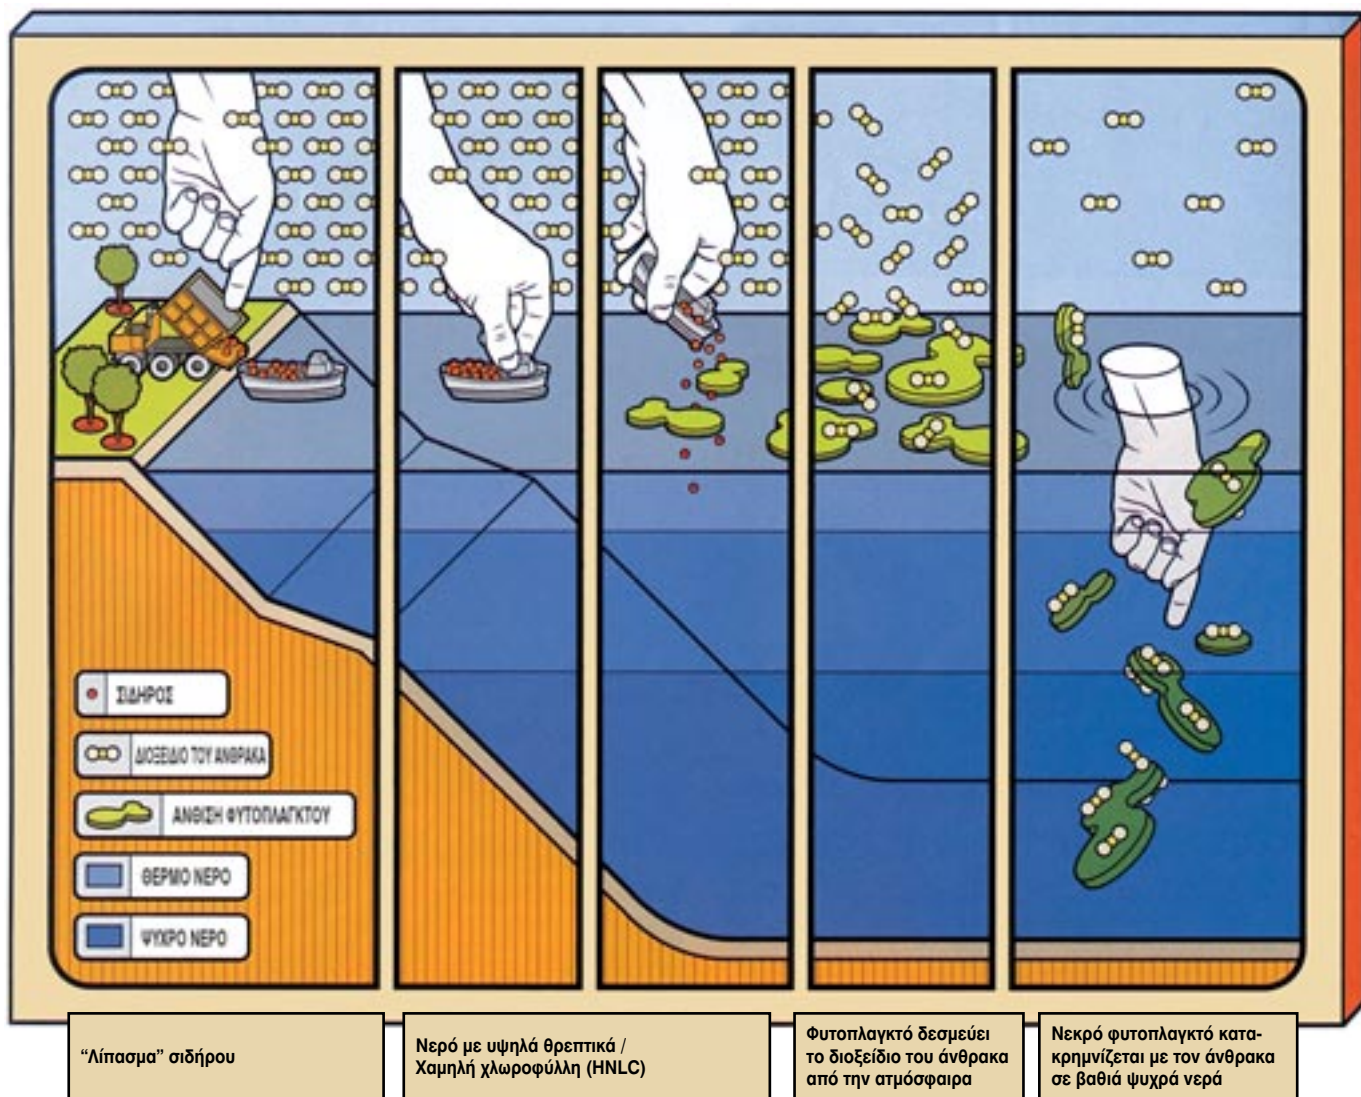 ΣΙΔΗΡΟΣ
ΔΙΟΞΕΙΔΙΟ ΤΟΥ ΑΝΘΡΑΚΑ
ΑΝΘΙΣΗ ΦΥΤΟΠΛΑΓΚΤΟΥ
ΘΕΡΜΟ ΝΕΡΟ
ΨΥΧΡΟ ΝΕΡΟ
“Λίπασμα” σιδήρου
Νερό με υψηλά θρεπτικά /
Χαμηλή χλωροφύλλη (HNLC)
Φυτοπλαγκτό δεσμεύει
το διοξείδιο του άνθρακα
από την ατμόσφαιρα
Νεκρό φυτοπλαγκτό κατα-
κρημνίζεται με τον άνθρακα
σε βαθιά ψυχρά νερά